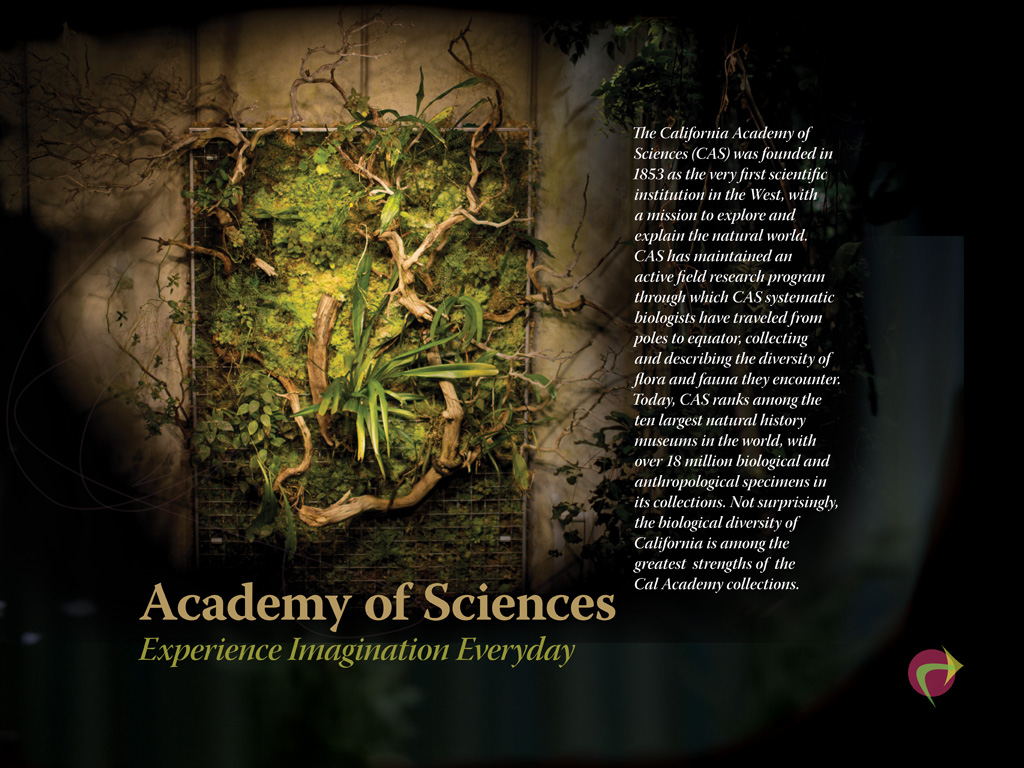 The California Academy of
Sciences (CAS) was founded in
1853 as the very first scientific
institution in the West, with
a mission to explore and
explain the natural world.
CAS has maintained an
active field research program
through which CAS systematic
biologists have traveled from
poles to equator, collecting
and describing the diversity of
flora and fauna they encounter.
Today, CAS ranks among the
ten largest natural history
museums in the world, with
over 18 million biological and
anthropological specimens in
its collections. Not surprisingly,
the biological diversity of
California is among the
greatest strengths of the
Cal Academy collections.
Academy of Sciences
Experience Imagination Everyday